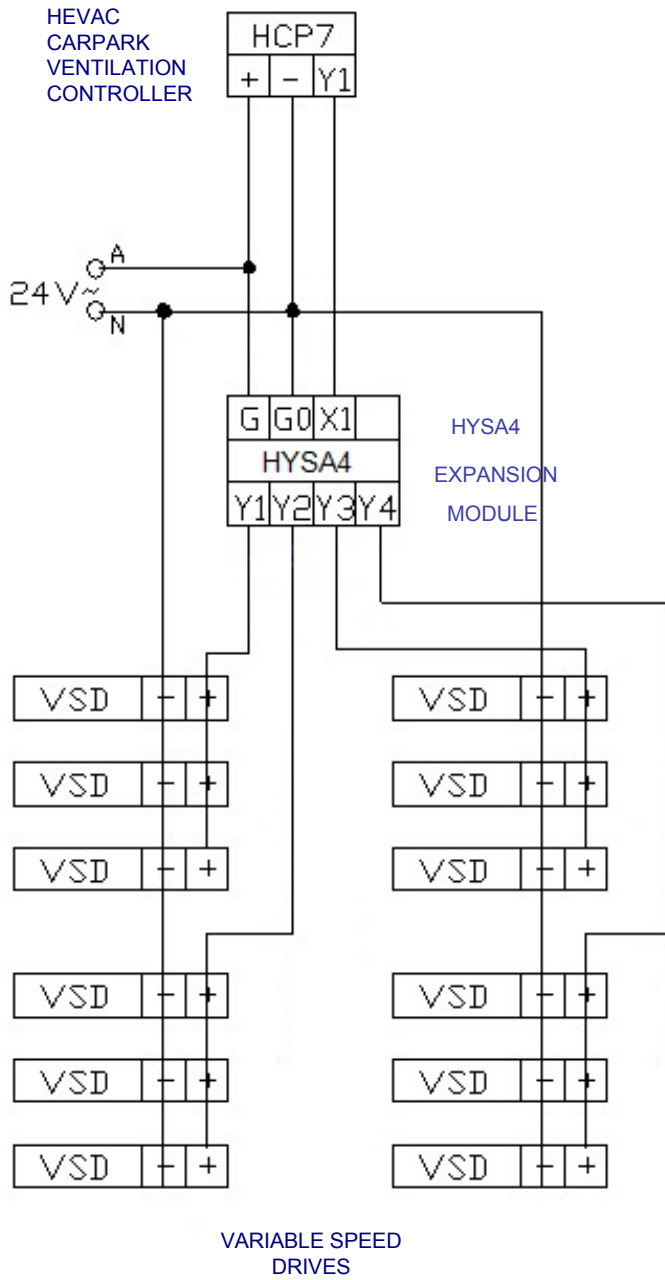 HEVAC
CARPARK
VENTILATION
CONTROLLER
HCP7
+ - Y1
A
24V~
N
G G0 X1
HYSA4
Y1 Y2 Y3 Y4
HYSA4
EXPANSION
MODULE
VSD - + VSD - +
VSD - + VSD - +
VSD - + VSD - +
VSD - + VSD - +
VSD - + VSD - +
VSD - + VSD - +
VARIABLE SPEED
DRIVES